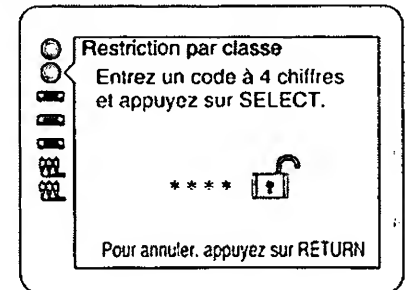 Restriction par classe
Entrez un code à 4 chiffres
et appuyez sur SELECT.
* * * *
Pour annuler, appuyez sur RETURN